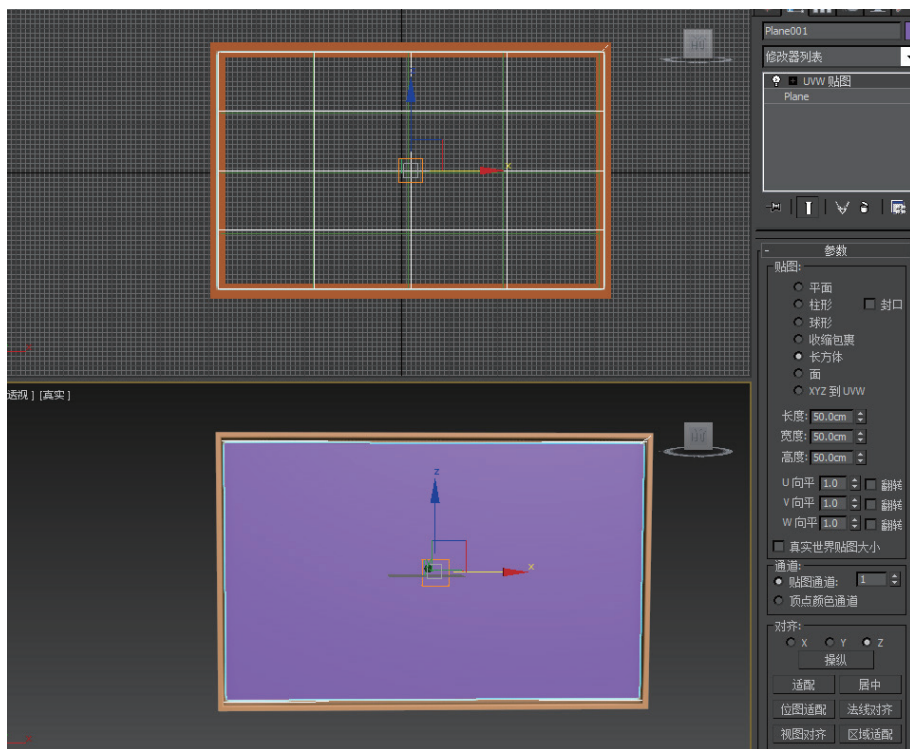 Plane001
修改器列表
UVW 贴图
Plane
前
z
x
参数
贴图:
平面
柱形 封口
球形
收缩包裹
长方体
面
XYZ 到 UVW
长度: 50.0cm
宽度: 50.0cm
高度: 50.0cm
U 向平 1.0 翻转
V 向平 1.0 翻转
W 向平 1.0 翻转
真实世界贴图大小
通道:
贴图通道: 1
顶点颜色通道
对齐:
X Y Z
操纵
适配 居中
位图适配 法线对齐
视图对齐 区域适配
透视 ] [真实 ]
前
z
x